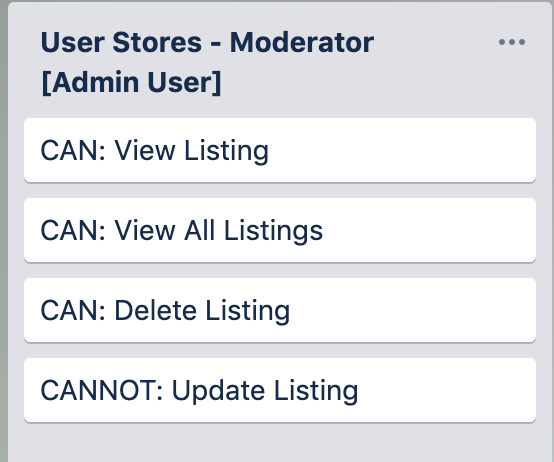 User Stores - Moderator
[Admin User]
CAN: View Listing
CAN: View All Listings
CAN: Delete Listing
CANNOT: Update Listing